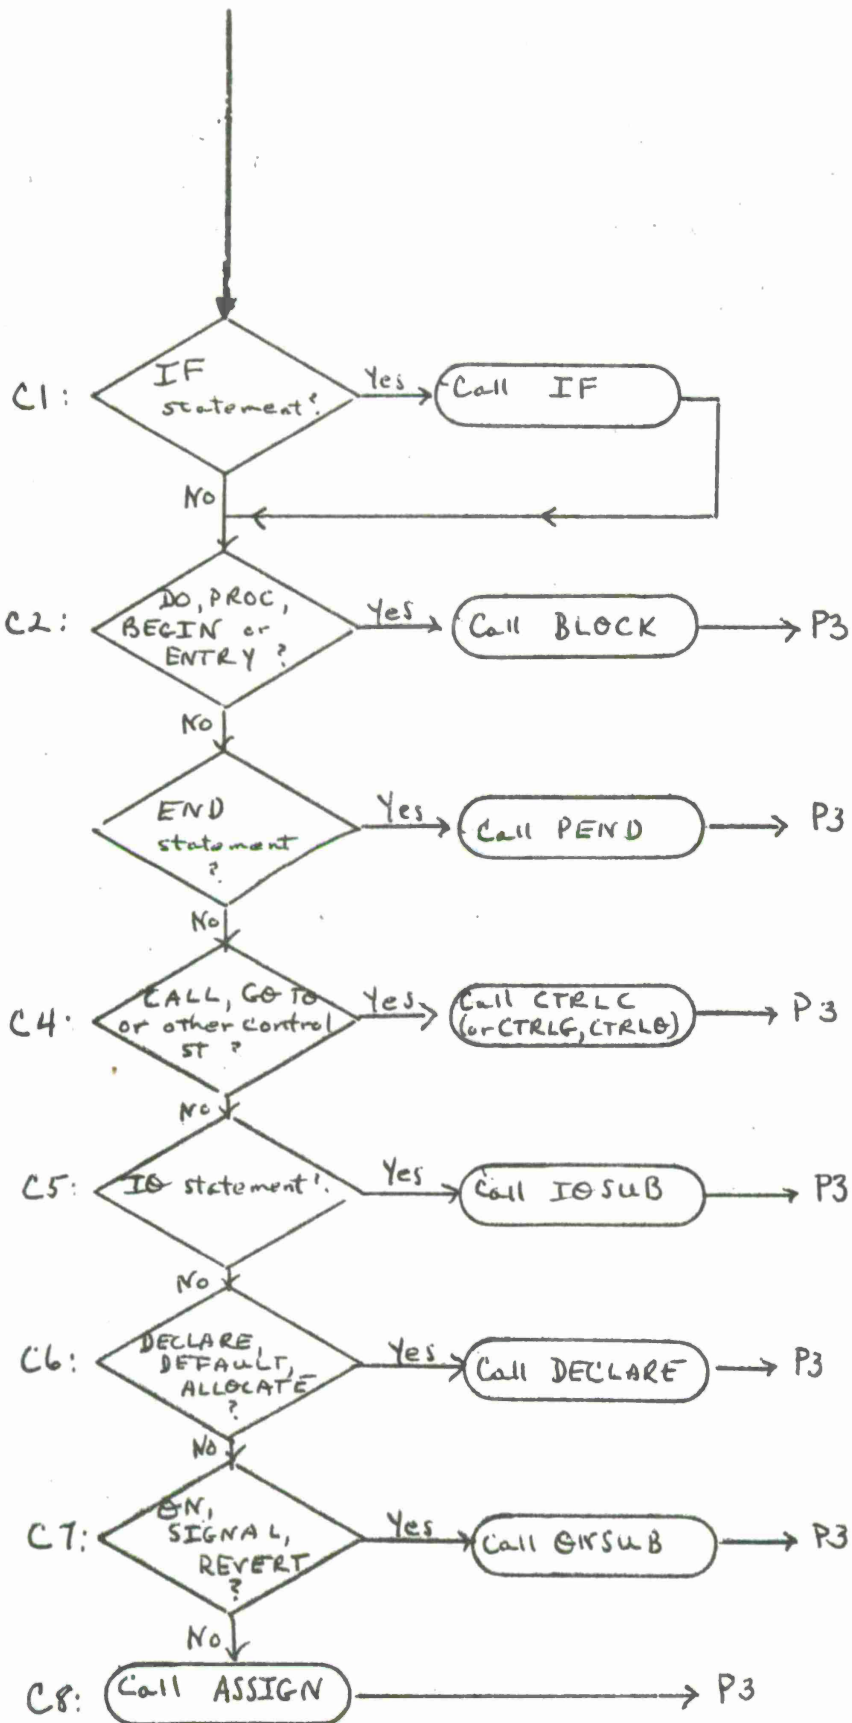 C1:
IF
statement?
Yes
Call IF
No
C2:
DO, PROC,
BEGIN or
ENTRY ?
Yes
Call BLOCK
P3
No
END
statement
?
Yes
Call PEND
P3
No
C4:
CALL, GO TO
or other control
st ?
Yes
Call CTRLC
(or CTRLG, CTRLO)
P3
No
C5:
IO statement?
Yes
Call IOSUB
P3
No
C6:
DECLARE,
DEFAULT,
ALLOCATE
?
Yes
Call DECLARE
P3
No
C7:
ON,
SIGNAL,
REVERT
?
Yes
Call ONSUB
P3
No
C8:
Call ASSIGN
P3